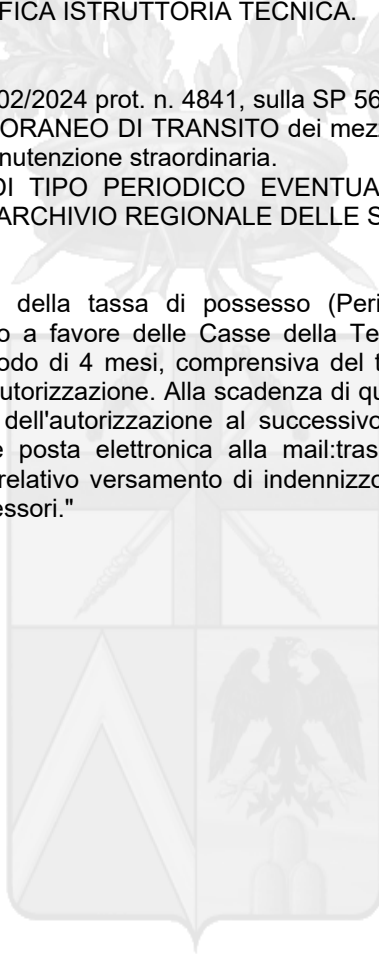 FICA ISTRUTTORIA TECNICA.
02/2024 prot. n. 4841, sulla SP 56
ORANEO DI TRANSITO dei mezz
nutenzione straordinaria.
DI TIPO PERIODICO EVENTUA
ARCHIVIO REGIONALE DELLE S
della tassa di possesso (Peri
o a favore delle Casse della Te
odo di 4 mesi, comprensiva del t
utorizzazione. Alla scadenza di qu
dell'autorizzazione al successivo
e posta elettronica alla mail:tras
relativo versamento di indennizzo
essori."